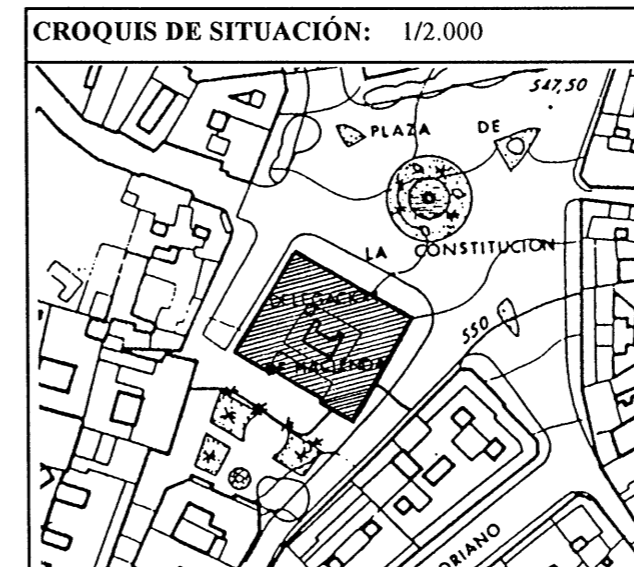 CROQUIS DE SITUACIÓN: 1/2.000
547,50
PLAZA DE
LA CONSTITUCION
DELEGACION
550
DE HACIENDA
ORIANO